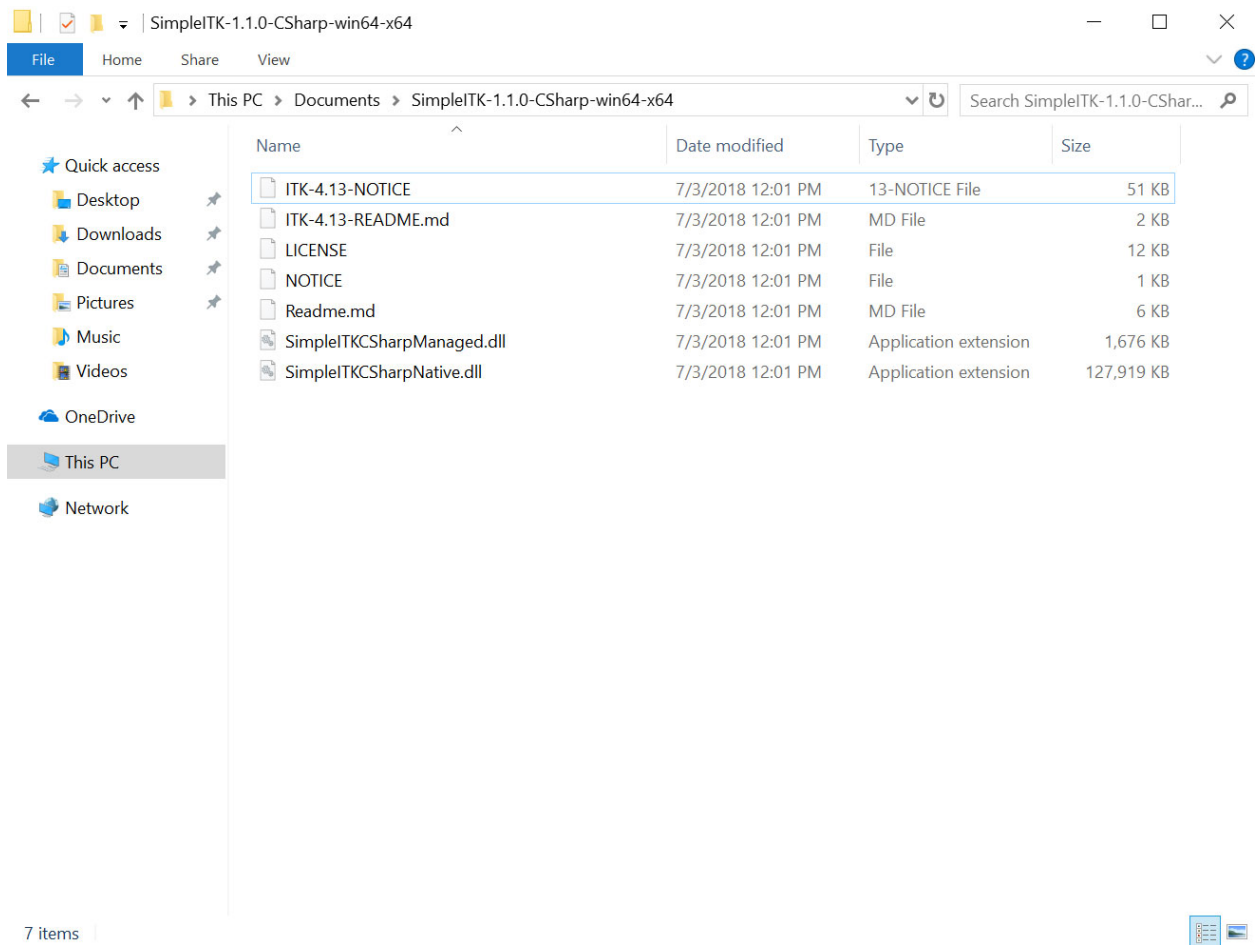 SimpleITK-1.1.0-CSharp-win64-x64
File Home Share View ?
This PC Documents SimpleITK-1.1.0-CSharp-win64-x64 Search SimpleITK-1.1.0-CShar...
Name Date modified Type Size
Quick access
Desktop
Downloads
Documents
Pictures
Music
Videos
OneDrive
This PC
Network
ITK-4.13-NOTICE 7/3/2018 12:01 PM 13-NOTICE File 51 KB
ITK-4.13-README.md 7/3/2018 12:01 PM MD File 2 KB
LICENSE 7/3/2018 12:01 PM File 12 KB
NOTICE 7/3/2018 12:01 PM File 1 KB
Readme.md 7/3/2018 12:01 PM MD File 6 KB
SimpleITKCSharpManaged.dll 7/3/2018 12:01 PM Application extension 1,676 KB
SimpleITKCSharpNative.dll 7/3/2018 12:01 PM Application extension 127,919 KB
7 items